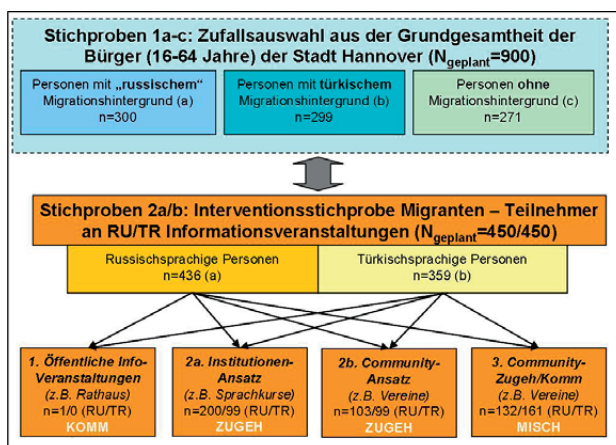 Stichproben 1a-c: Zufallsauswahl aus der Grundgesamtheit der
Bürger (16-64 Jahre) der Stadt Hannover (Ngeplant=900)
Personen mit „russischem“
Migrationshintergrund (a)
n=300
Personen mit türkischem
Migrationshintergrund (b)
n=299
Personen ohne
Migrationshintergrund (c)
n=271
Stichproben 2a/b: Interventionsstichprobe Migranten – Teilnehmer
an RU/TR Informationsveranstaltungen (Ngeplant=450/450)
Russischsprachige Personen
n=436 (a)
Türkischsprachige Personen
n=359 (b)
1. Öffentliche Info-
Veranstaltungen
(z.B. Rathaus)
n=1/0 (RU/TR)
KOMM
2a. Institutionen-
Ansatz
(z.B. Sprachkurse)
n=200/99 (RU/TR)
ZUGEH
2b. Community-
Ansatz
(z.B. Vereine)
n=103/99 (RU/TR)
ZUGEH
3. Community-
Zugeh/Komm
(z.B. Vereine)
n=132/161 (RU/TR)
MISCH